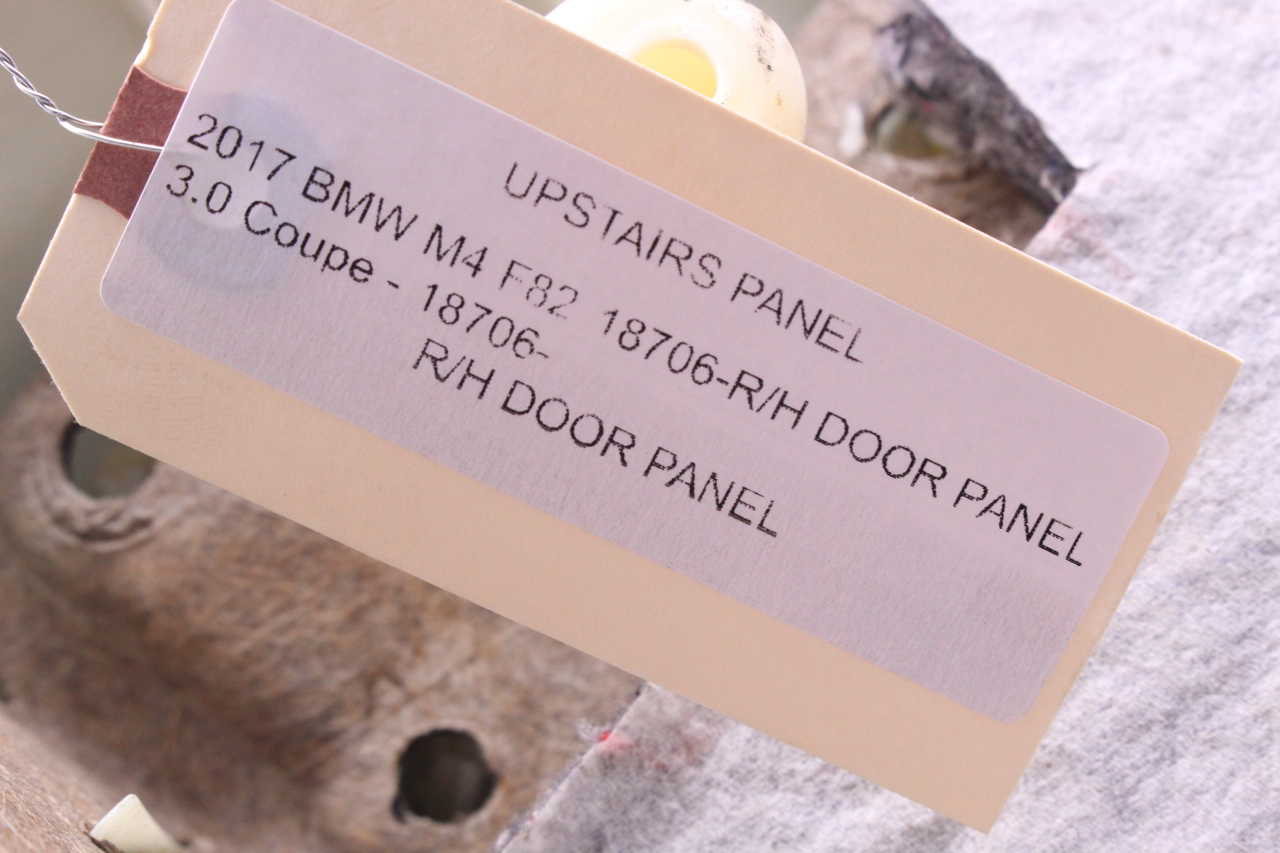 UPSTAIRS PANEL
2017 BMW M4 F82 18706-R/H DOOR PANEL
3.0 Coupe - 18706-
R/H DOOR PANEL